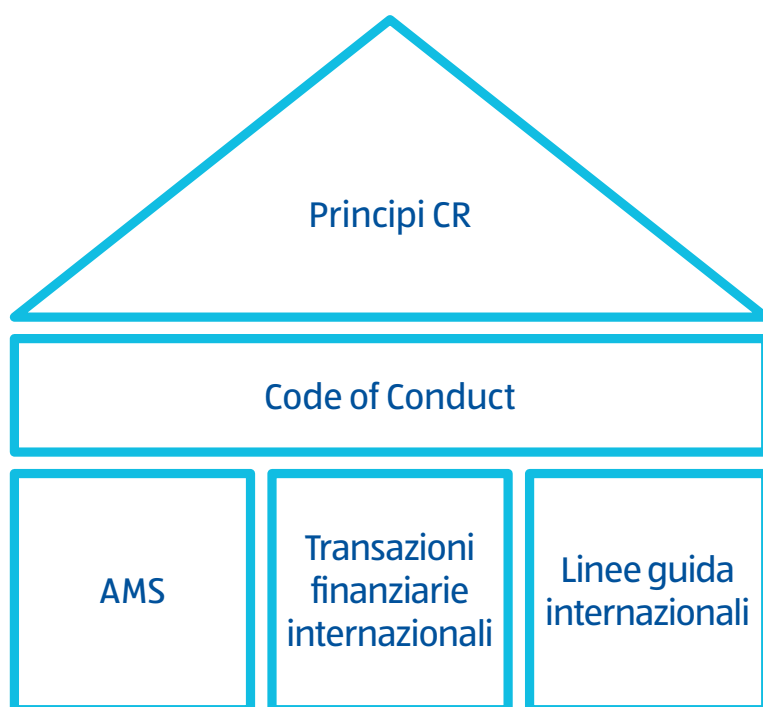 Principi CR
Code of Conduct
AMS
Transazioni
finanziarie
internazionali
Linee guida
internazionali